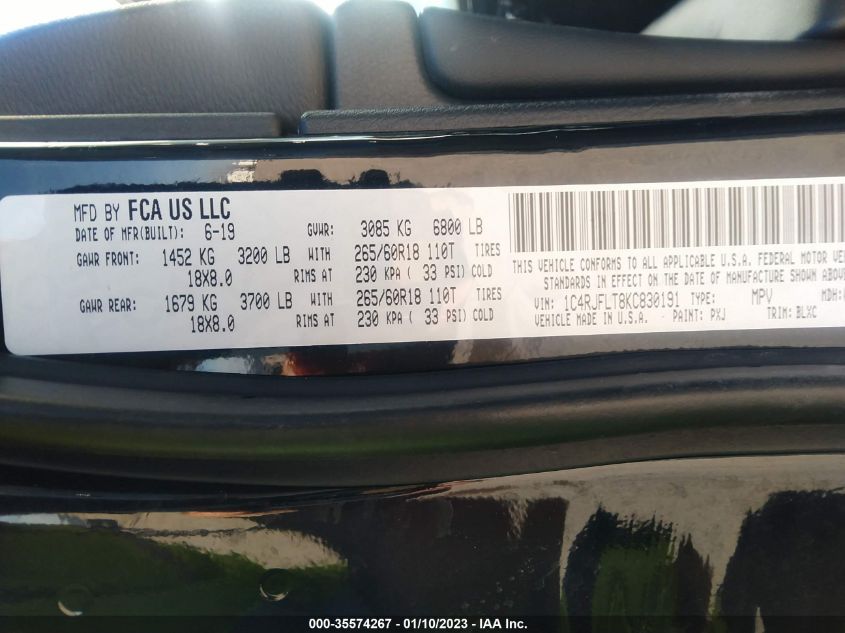 MFD BY FCA US LLC
DATE OF MFR(BUILT): 6-19 GVWR: 3085 KG 6800 LB
GAWR FRONT: 1452 KG 3200 LB WITH 265/60R18 110T TIRES
18X8.0 RIMS AT 230 KPA ( 33 PSI) COLD
GAWR REAR: 1679 KG 3700 LB WITH 265/60R18 110T TIRES
18X8.0 RIMS AT 230 KPA ( 33 PSI) COLD
THIS VEHICLE CONFORMS TO ALL APPLICABLE U.S.A. FEDERAL MOTOR
STANDARDS IN EFFECT ON THE DATE OF MANUFACTURE SHOWN
VIN: 1C4RJFLT8KC830191 TYPE: MPV MDH:
VEHICLE MADE IN U.S.A. PAINT: PXJ TRIM: BLXC
000-35574267 — 01/10/2023 — IAA Inc.